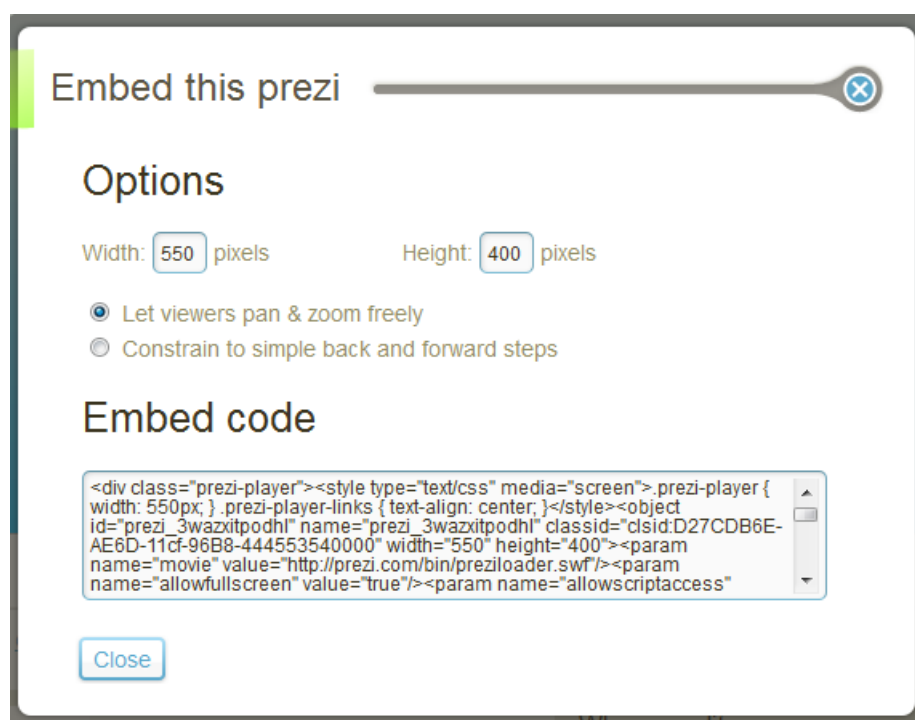 Embed this prezi
Options
Width: 550 pixels Height: 400 pixels
Let viewers pan & zoom freely
Constrain to simple back and forward steps
Embed code
<div class="prezi-player"><style type="text/css" media="screen">.prezi-player {
width: 550px; } .prezi-player-links { text-align: center; }</style><object
id="prezi_3wazxitpodhl" name="prezi_3wazxitpodhl" classid="clsid:D27CDB6E-
AE6D-11cf-96B8-444553540000" width="550" height="400"><param
name="movie" value="http://prezi.com/bin/preziloader.swf"/><param
name="allowfullscreen" value="true"/><param name="allowscriptaccess"
Close